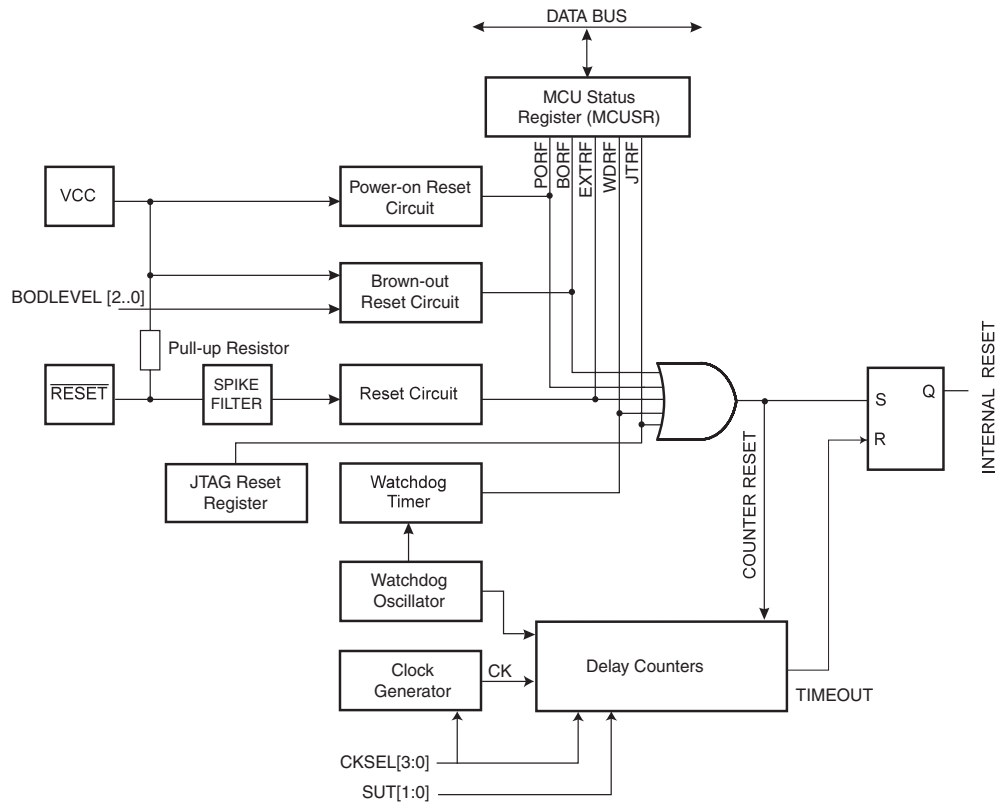 DATA BUS
MCU Status
Register (MCUSR)
PORF
BORF
EXTRF
WDRF
JTRF
VCC
Power-on Reset
Circuit
Brown-out
Reset Circuit
BODLEVEL [2..0]
Pull-up Resistor
RESET
SPIKE
FILTER
Reset Circuit
S
Q
R
INTERNAL RESET
JTAG Reset
Register
Watchdog
Timer
COUNTER RESET
Watchdog
Oscillator
Clock
Generator
CK
Delay Counters
TIMEOUT
CKSEL[3:0]
SUT[1:0]